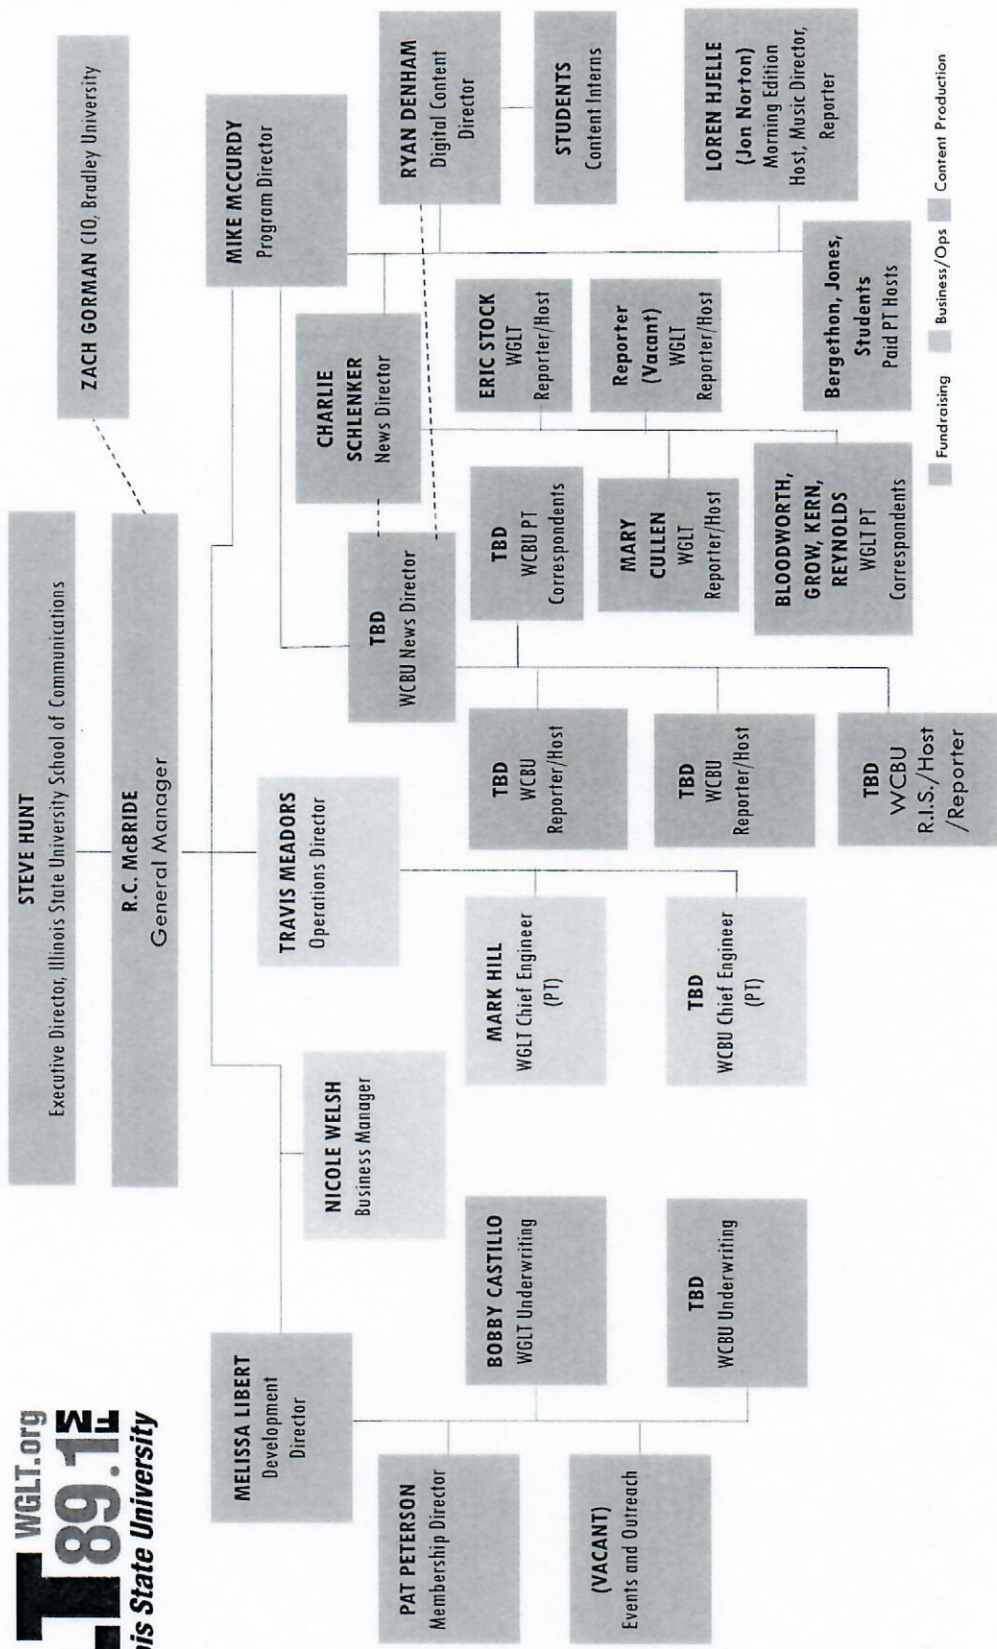 WGLT.org
89.1 FM
State University
STEVE HUNT
Executive Director, Illinois State University School of Communications
R.C. McBRIDE
General Manager
ZACH GORMAN CIO, Bradley University
MELISSA LIBERT
Development
Director
PAT PETERSON
Membership Director
(VACANT)
Events and Outreach
BOBBY CASTILLO
WGLT Underwriting
TBD
WCBU Underwriting
NICOLE WELSH
Business Manager
TRAVIS MEADORS
Operations Director
MARK HILL
WGLT Chief Engineer
(PT)
TBD
WCBU Chief Engineer
(PT)
MIKE MCCURDY
Program Director
TBD
WCBU News Director
TBD
WCBU
Reporter/Host
TBD
WCBU
Reporter/Host
TBD
WCBU
R.I.S./Host
/Reporter
TBD
WCBU PT
Correspondents
CHARLIE
SCHLENKER
News Director
ERIC STOCK
WGLT
Reporter/Host
Reporter
(Vacant)
WGLT
Reporter/Host
MARY
CULLEN
WGLT
Reporter/Host
BLOODWORTH,
GROW, KERN,
REYNOLDS
WGLT PT
Correspondents
RYAN DENHAM
Digital Content
Director
STUDENTS
Content Interns
LOREN HJELLE
(Jon Norton)
Morning Edition
Host, Music Director,
Reporter
Bergethon, Jones,
Students
Paid PT Hosts
Fundraising
Business/Ops
Content Production